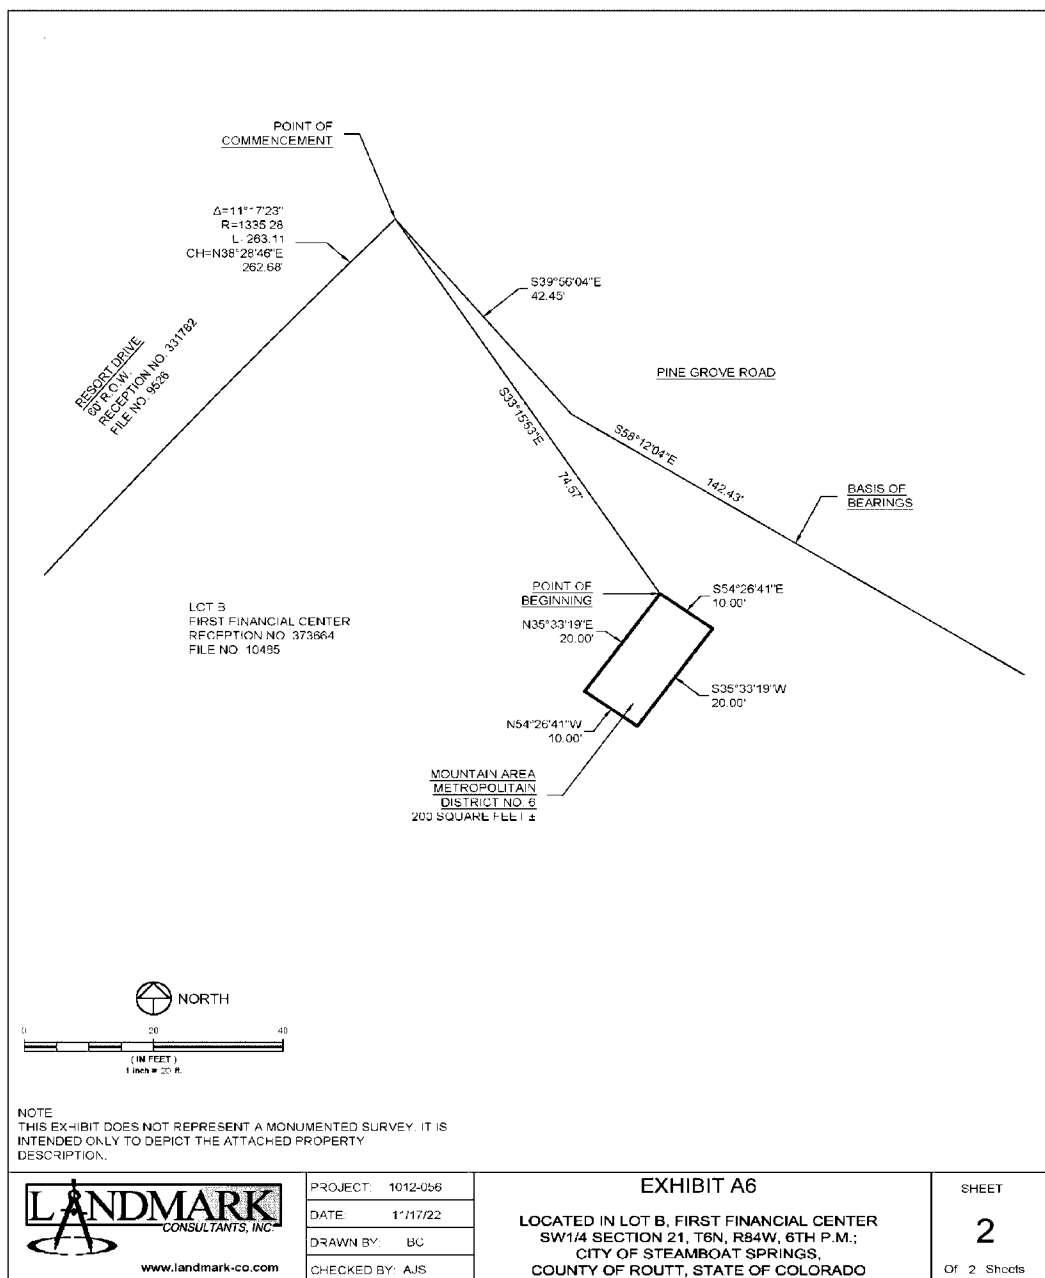 POINT OF
COMMENCEMENT
Δ=11°17'23"
R=1335.28
L=263.11
CH=N38°28'46"E
262.68'
S39°56'04"E
42.45'
RESORT DRIVE
60' R.O.W.
RECEPTION NO. 331782
FILE NO. 9526
PINE GROVE ROAD
S33°15'53"E
74.57'
S58°12'04"E
142.43'
BASIS OF
BEARINGS
POINT OF
BEGINNING
S54°26'41"E
10.00'
LOT B
FIRST FINANCIAL CENTER
RECEPTION NO. 373664
FILE NO. 10485
N35°33'19"E
20.00'
S35°33'19"W
20.00'
N54°26'41"W
10.00'
MOUNTAIN AREA
METROPOLITAIN
DISTRICT NO. 6
200 SQUARE FEET ±
NORTH
0 20 40
( IN FEET )
1 inch = 20 ft.
NOTE
THIS EXHIBIT DOES NOT REPRESENT A MONUMENTED SURVEY. IT IS
INTENDED ONLY TO DEPICT THE ATTACHED PROPERTY
DESCRIPTION.
LANDMARK
CONSULTANTS, INC.
www.landmark-co.com
PROJECT: 1012-056
DATE: 11/17/22
DRAWN BY: BC
CHECKED BY: AJS
EXHIBIT A6
LOCATED IN LOT B, FIRST FINANCIAL CENTER
SW1/4 SECTION 21, T6N, R84W, 6TH P.M.;
CITY OF STEAMBOAT SPRINGS,
COUNTY OF ROUTT, STATE OF COLORADO
SHEET
2
Of 2 Sheets